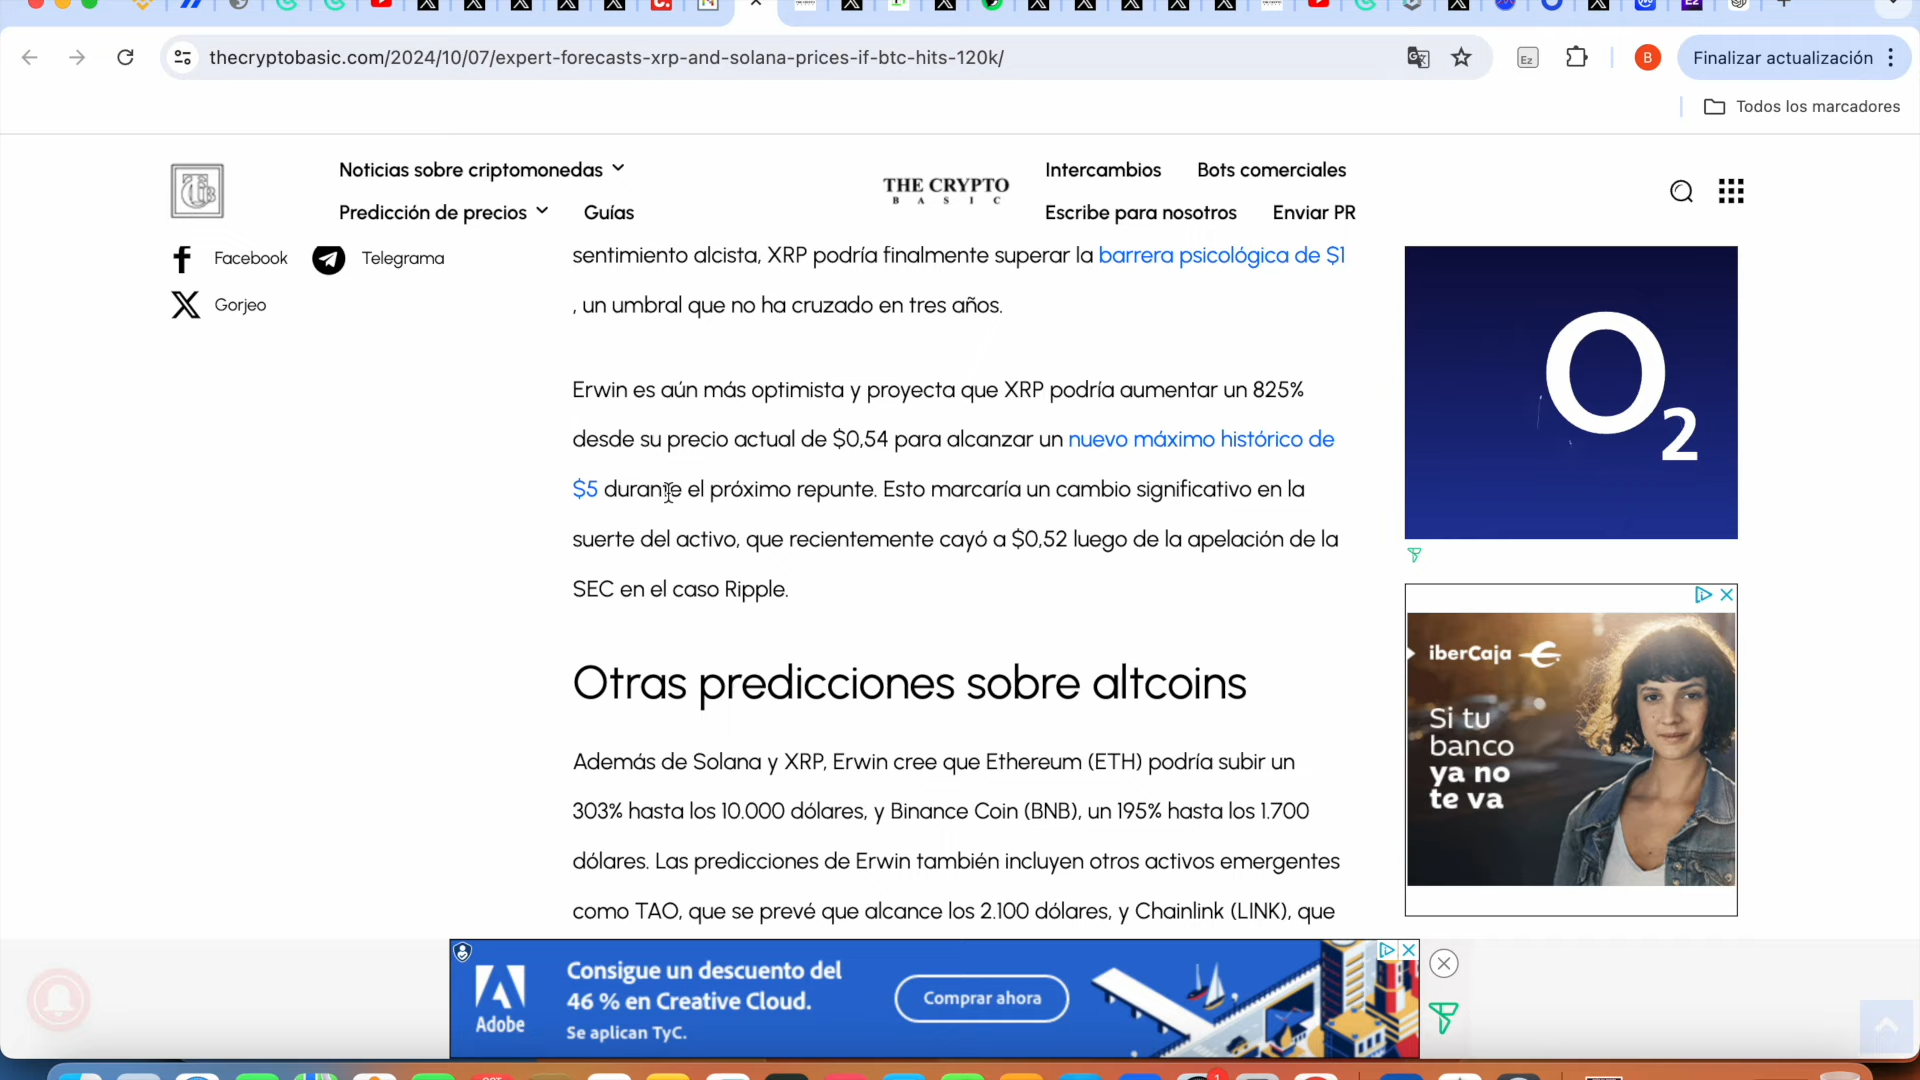 thecryptobasic.com/2024/10/07/expert-forecasts-xrp-and-solana-prices-if-btc-hits-120k/
Ez
B
Finalizar actualización
Todos los marcadores
Noticias sobre criptomonedas
Predicción de precios
Guías
THE CRYPTO
BASIC
Intercambios
Bots comerciales
Escribe para nosotros
Enviar PR
Facebook
Telegrama
Gorjeo
sentimiento alcista, XRP podría finalmente superar la barrera psicológica de $1
, un umbral que no ha cruzado en tres años.
Erwin es aún más optimista y proyecta que XRP podría aumentar un 825%
desde su precio actual de $0,54 para alcanzar un nuevo máximo histórico de
$5 durante el próximo repunte. Esto marcaría un cambio significativo en la
suerte del activo, que recientemente cayó a $0,52 luego de la apelación de la
SEC en el caso Ripple.
Otras predicciones sobre altcoins
Además de Solana y XRP, Erwin cree que Ethereum (ETH) podría subir un
303% hasta los 10.000 dólares, y Binance Coin (BNB), un 195% hasta los 1.700
dólares. Las predicciones de Erwin también incluyen otros activos emergentes
como TAO, que se prevé que alcance los 2.100 dólares, y Chainlink (LINK), que
O2
iberCaja
Si tu
banco
ya no
te va
Adobe
Consigue un descuento del
46 % en Creative Cloud.
Se aplican TyC.
Comprar ahora